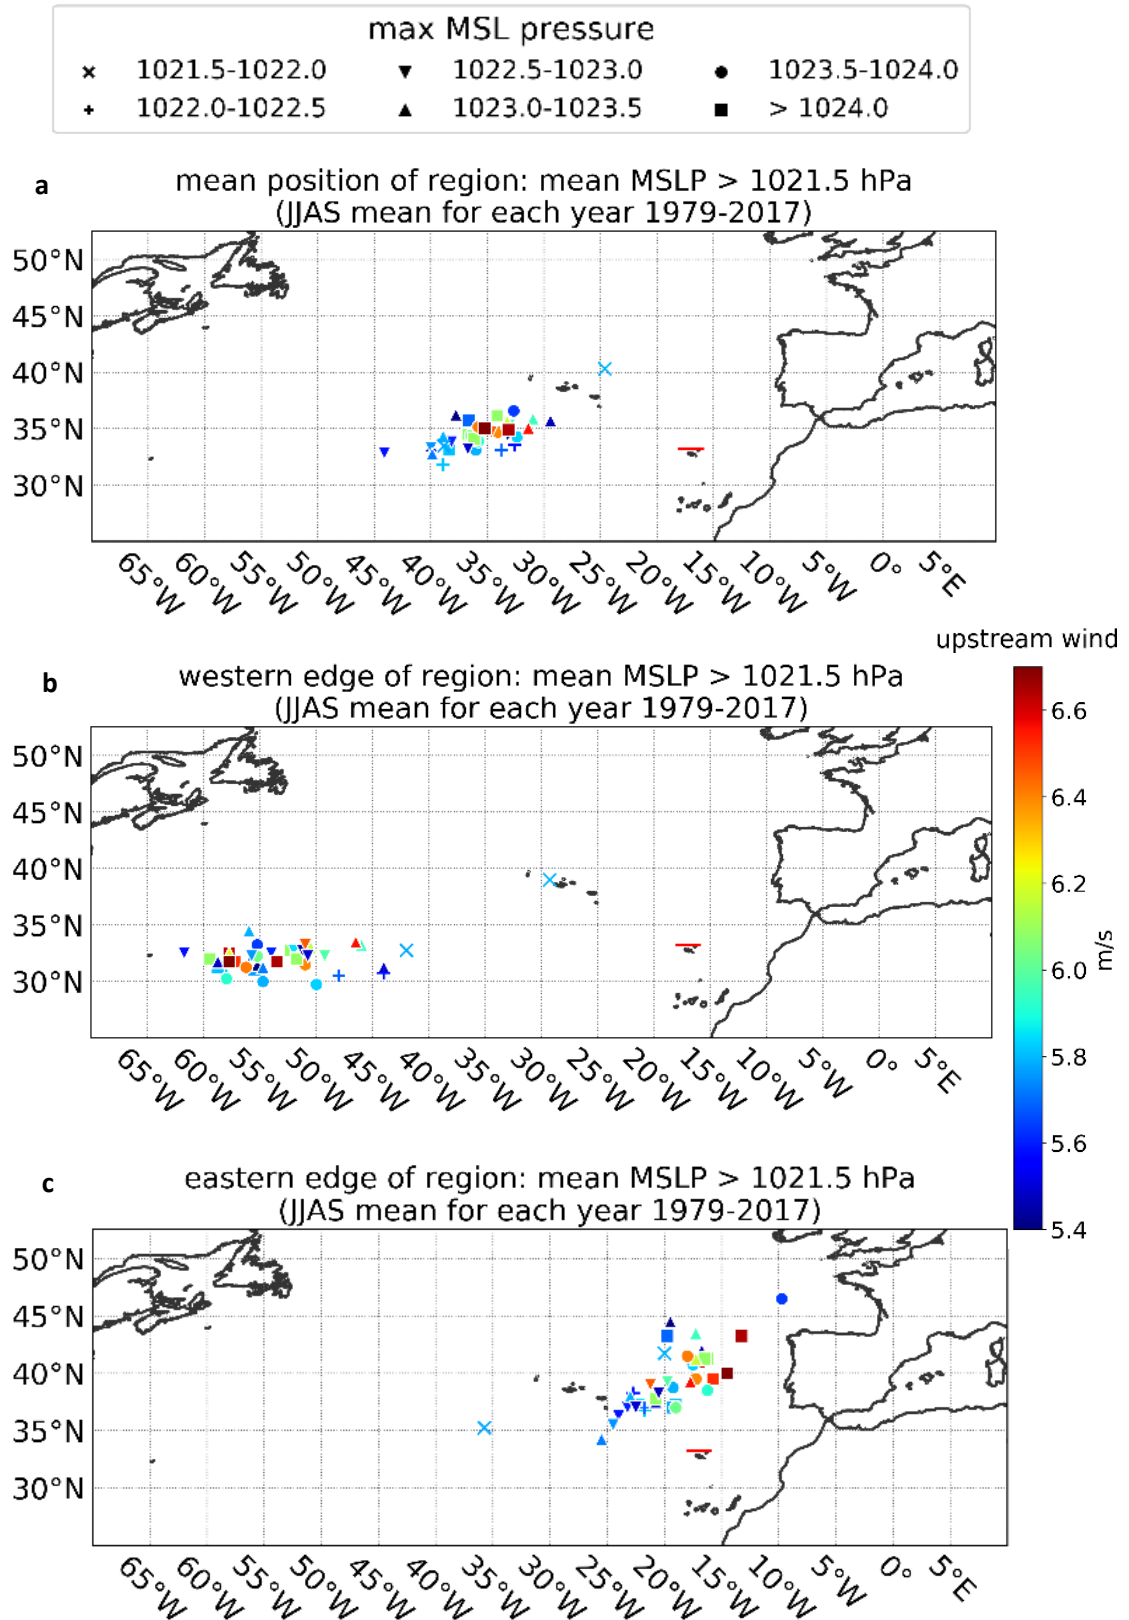 max MSL pressure
1021.5-1022.0 1022.5-1023.0 1023.5-1024.0
1022.0-1022.5 1023.0-1023.5 > 1024.0
a
mean position of region: mean MSLP > 1021.5 hPa
(JJAS mean for each year 1979-2017)
50°N
45°N
40°N
35°N
30°N
65°W 60°W 55°W 50°W 45°W 40°W 35°W 30°W 25°W 20°W 15°W 10°W 5°W 0° 5°E
upstream wind
b
western edge of region: mean MSLP > 1021.5 hPa
(JJAS mean for each year 1979-2017)
50°N
45°N
40°N
35°N
30°N
65°W 60°W 55°W 50°W 45°W 40°W 35°W 30°W 25°W 20°W 15°W 10°W 5°W 0° 5°E
6.6
6.4
6.2
6.0
5.8
5.6
5.4
m/s
c
eastern edge of region: mean MSLP > 1021.5 hPa
(JJAS mean for each year 1979-2017)
50°N
45°N
40°N
35°N
30°N
65°W 60°W 55°W 50°W 45°W 40°W 35°W 30°W 25°W 20°W 15°W 10°W 5°W 0° 5°E